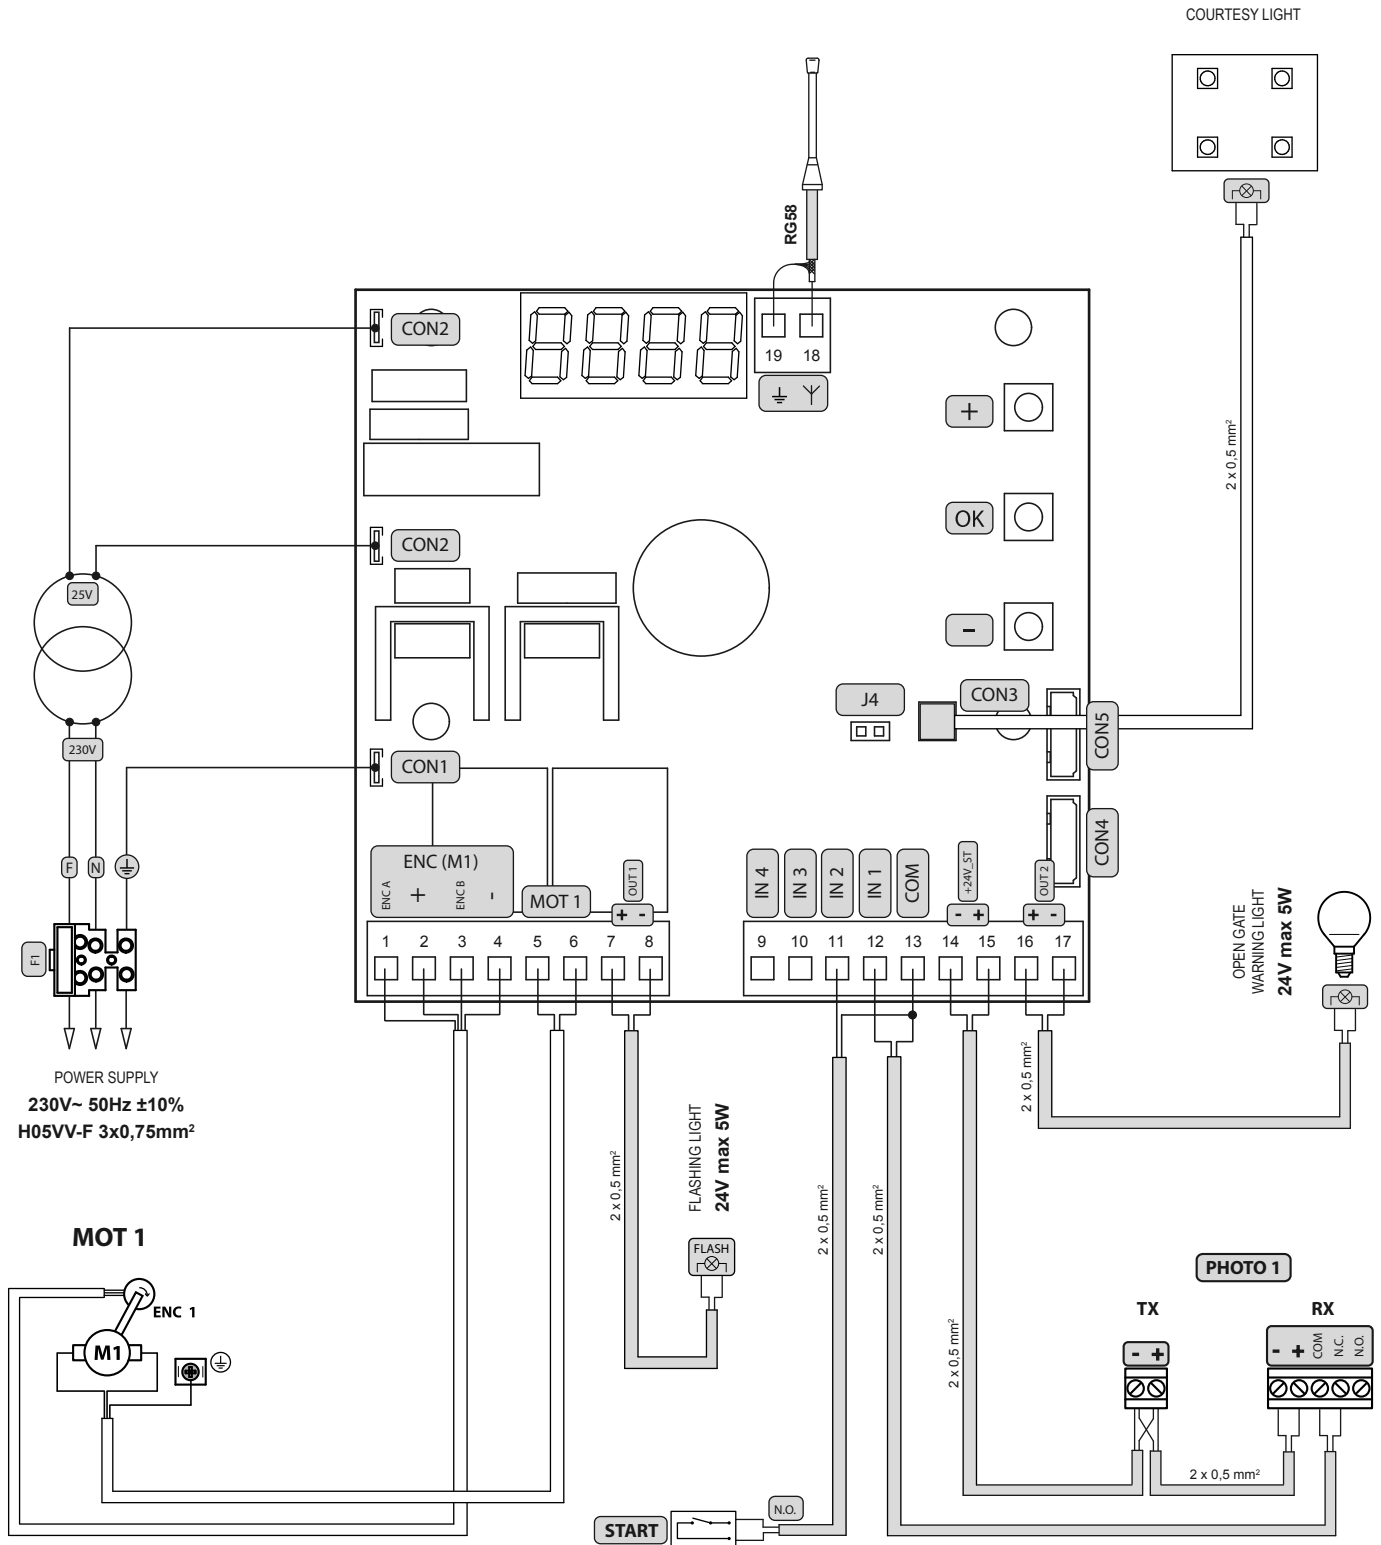 COURTESY LIGHT
RG58
2 x 0,5 mm²
CON2
19 18
+
OK
-
CON2
25V
230V
J4
CON3
CON5
CON1
CON4
F
N
ENC (M1)
ENC A
+
ENC B
-
MOT 1
OUT 1
+ -
IN 4
IN 3
IN 2
IN 1
COM
+24V_ST
- +
OUT 2
+ -
1 2 3 4 5 6 7 8
9 10 11 12 13 14 15 16 17
F1
OPEN GATE
WARNING LIGHT
24V max 5W
POWER SUPPLY
230V~ 50Hz ±10%
H05VV-F 3x0,75mm²
2 x 0,5 mm²
FLASHING LIGHT
24V max 5W
FLASH
2 x 0,5 mm²
2 x 0,5 mm²
2 x 0,5 mm²
2 x 0,5 mm²
MOT 1
ENC 1
M1
PHOTO 1
TX
RX
- +
- + COM N.C. N.O.
2 x 0,5 mm²
START
N.O.